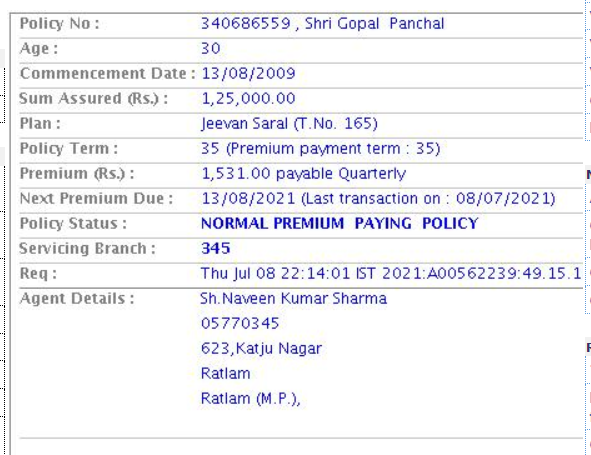 Policy No : 340686559 , Shri Gopal Panchal
Age : 30
Commencement Date : 13/08/2009
Sum Assured (Rs.) : 1,25,000.00
Plan : Jeevan Saral (T.No. 165)
Policy Term : 35 (Premium payment term : 35)
Premium (Rs.) : 1,531.00 payable Quarterly
Next Premium Due : 13/08/2021 (Last transaction on : 08/07/2021)
Policy Status : NORMAL PREMIUM PAYING POLICY
Servicing Branch : 345
Req : Thu Jul 08 22:14:01 IST 2021:A00562239:49.15.1
Agent Details : Sh.Naveen Kumar Sharma
05770345
623,Katju Nagar
Ratlam
Ratlam (M.P.),